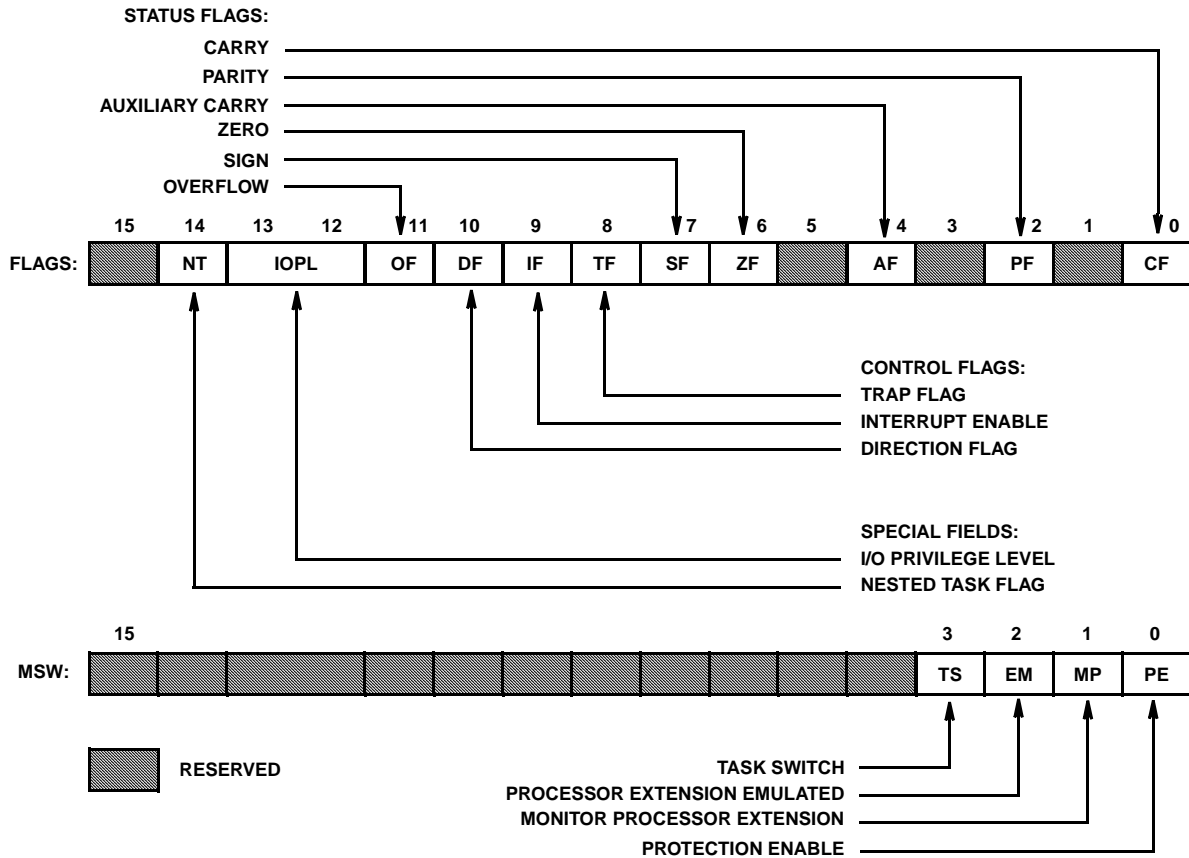 STATUS FLAGS:
CARRY
PARITY
AUXILIARY CARRY
ZERO
SIGN
OVERFLOW
15 14 13 12 11 10 9 8 7 6 5 4 3 2 1 0
FLAGS: NT IOPL OF DF IF TF SF ZF AF PF CF
CONTROL FLAGS:
TRAP FLAG
INTERRUPT ENABLE
DIRECTION FLAG
SPECIAL FIELDS:
I/O PRIVILEGE LEVEL
NESTED TASK FLAG
15 3 2 1 0
MSW: TS EM MP PE
RESERVED
TASK SWITCH
PROCESSOR EXTENSION EMULATED
MONITOR PROCESSOR EXTENSION
PROTECTION ENABLE